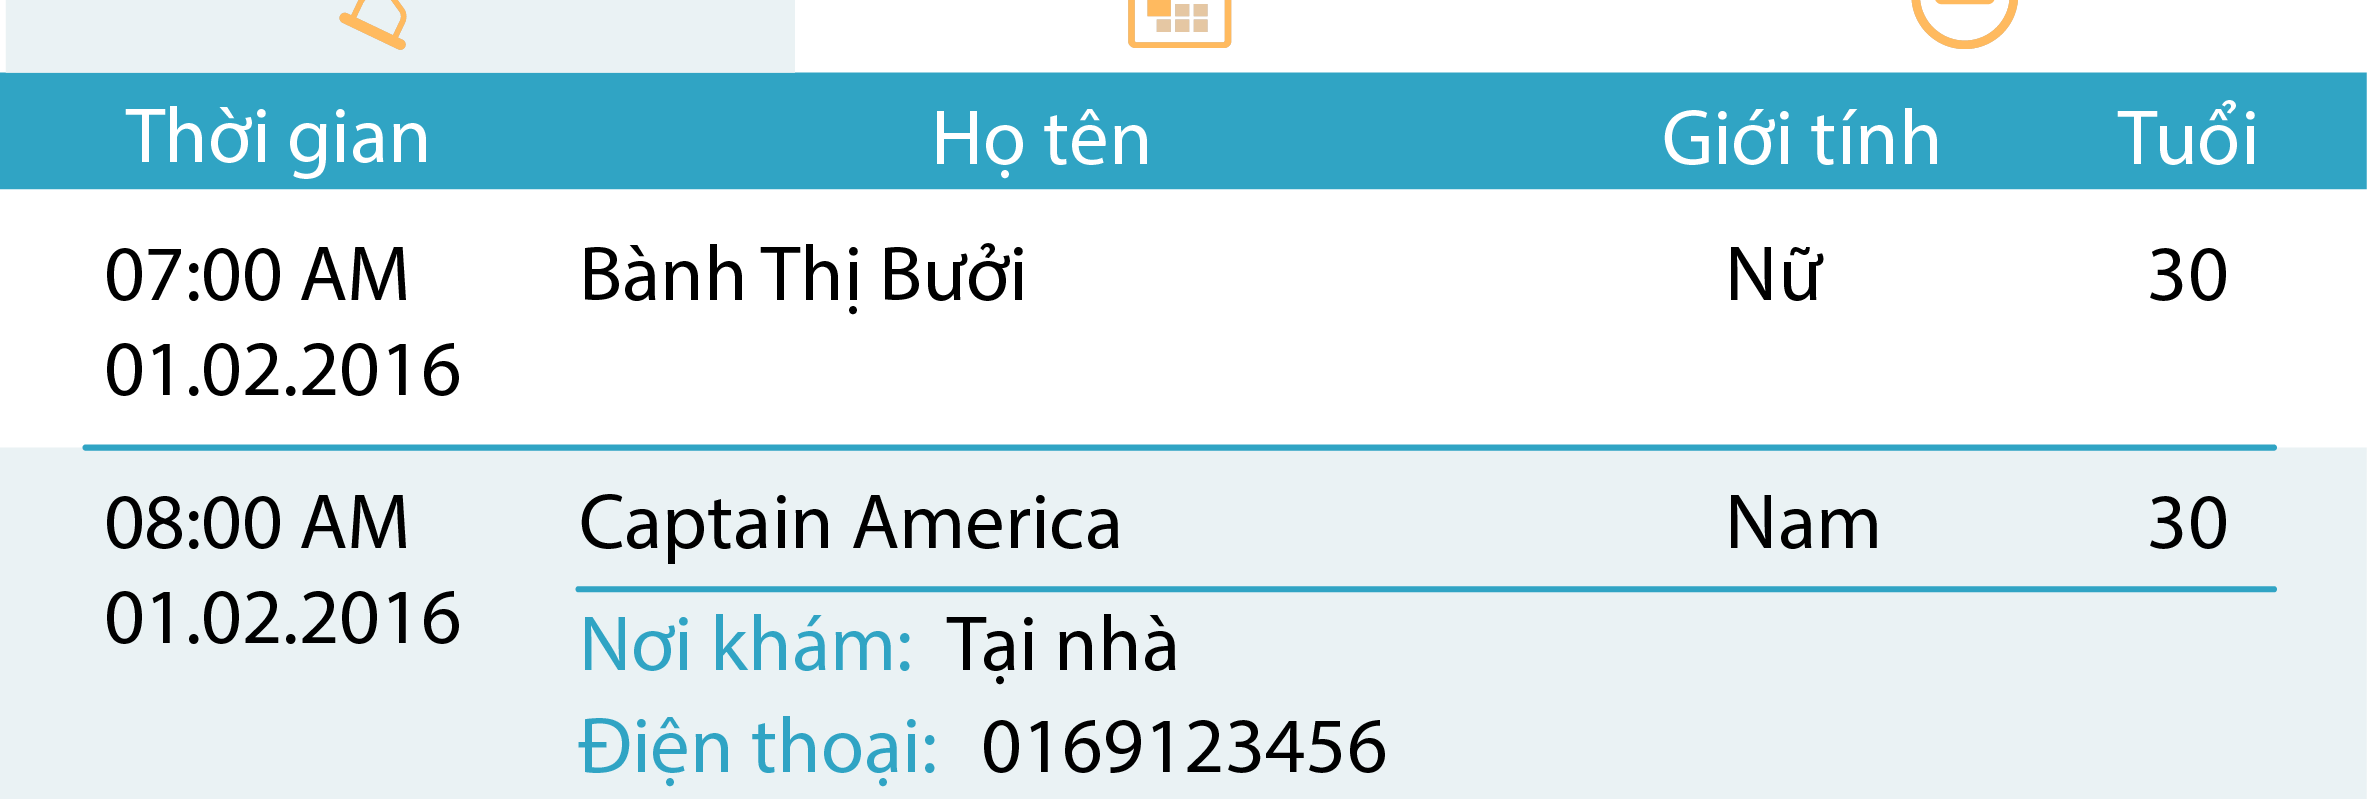 Thời gian Họ tên Giới tính Tuổi
07:00 AM Bành Thị Bưởi Nữ 30
01.02.2016
08:00 AM Captain America Nam 30
01.02.2016
Nơi khám: Tại nhà
Điện thoại: 0169123456